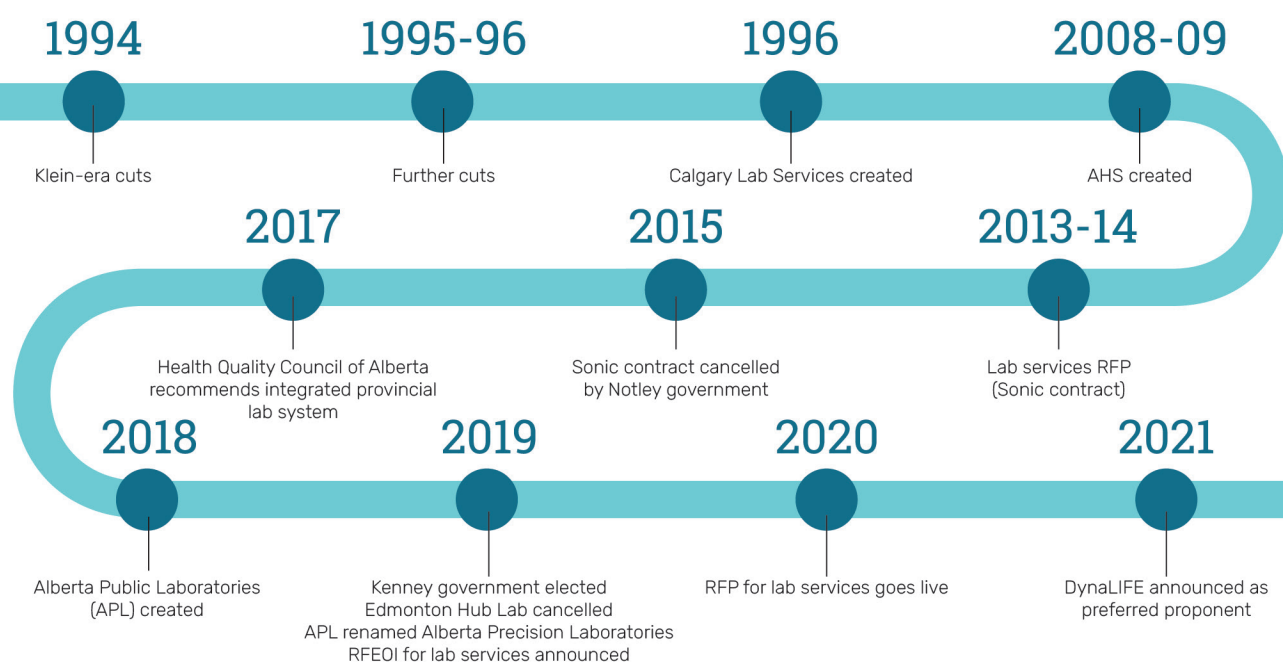 1994
Klein-era cuts
1995-96
Further cuts
1996
Calgary Lab Services created
2008-09
AHS created
2013-14
Lab services RFP
(Sonic contract)
2015
Sonic contract cancelled
by Notley government
2017
Health Quality Council of Alberta
recommends integrated provincial
lab system
2018
Alberta Public Laboratories
(APL) created
2019
Kenney government elected
Edmonton Hub Lab cancelled
APL renamed Alberta Precision Laboratories
RFEOI for lab services announced
2020
RFP for lab services goes live
2021
DynaLIFE announced as
preferred proponent